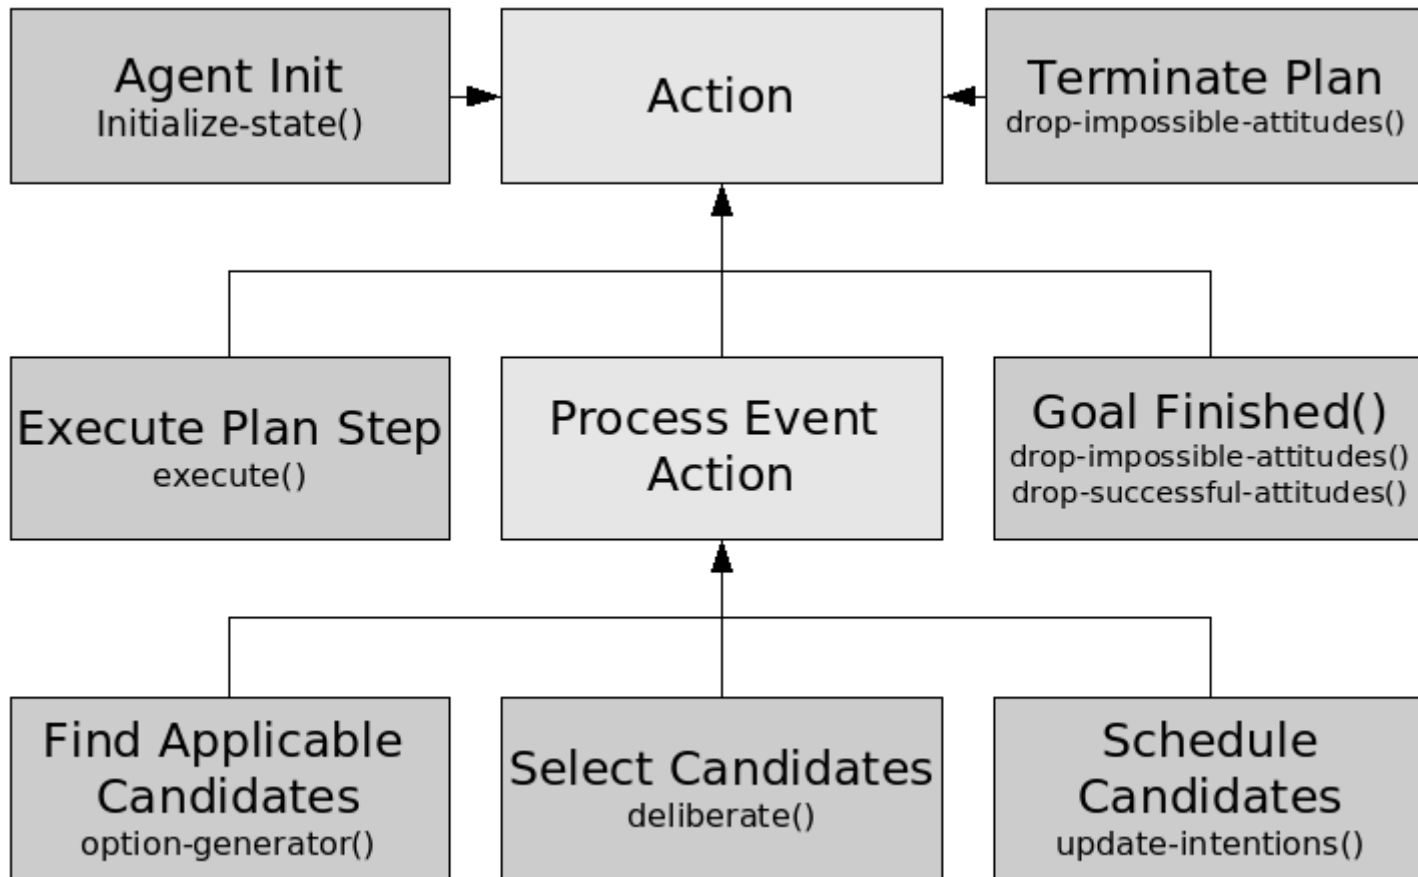 Agent Init
Initialize-state()
Action
Terminate Plan
drop-impossible-attitudes()
Execute Plan Step
execute()
Process Event
Action
Goal Finished()
drop-impossible-attitudes()
drop-successful-attitudes()
Find Applicable
Candidates
option-generator()
Select Candidates
deliberate()
Schedule
Candidates
update-intentions()